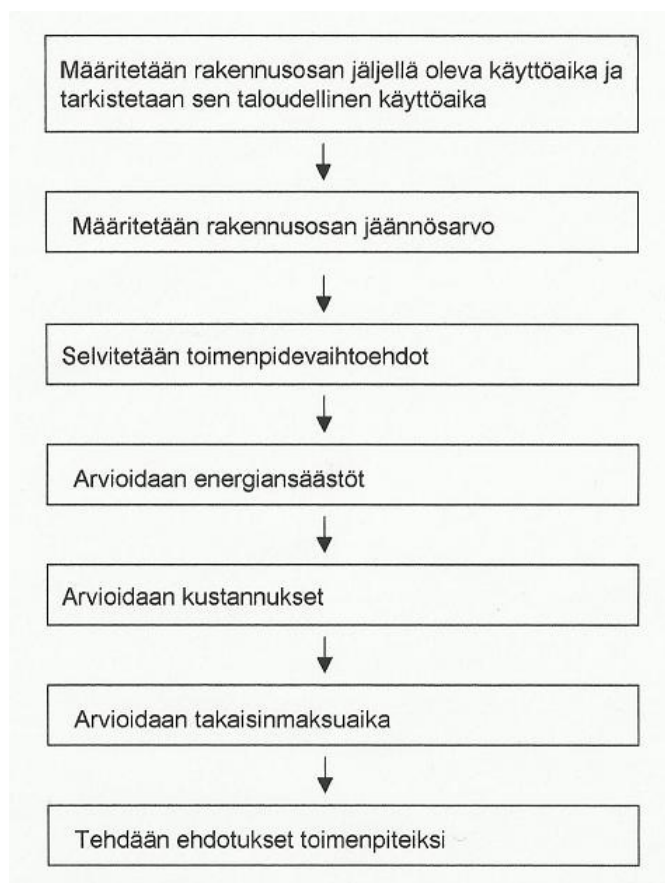 Määritetään rakennusosan jäljellä oleva käyttöaika ja
tarkistetaan sen taloudellinen käyttöaika
Määritetään rakennusosan jäännösarvo
Selvitetään toimenpidevaihtoehdot
Arvioidaan energiansäästöt
Arvioidaan kustannukset
Arvioidaan takaisinmaksuaika
Tehdään ehdotukset toimenpiteiksi